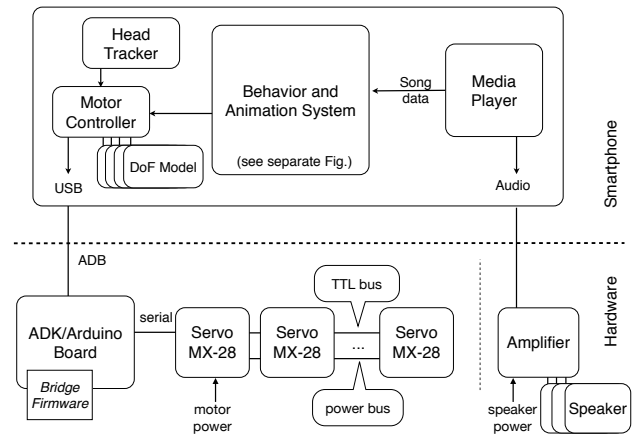 Head
Tracker
Motor
Controller
DoF Model
USB
Behavior and
Animation System
(see separate Fig.)
Song
data
Media
Player
Audio
Smartphone
ADB
Hardware
TTL bus
serial
ADK/Arduino
Board
Bridge
Firmware
Servo
MX-28
Servo
MX-28
...
Servo
MX-28
motor
power
power bus
Amplifier
speaker
power
Speaker